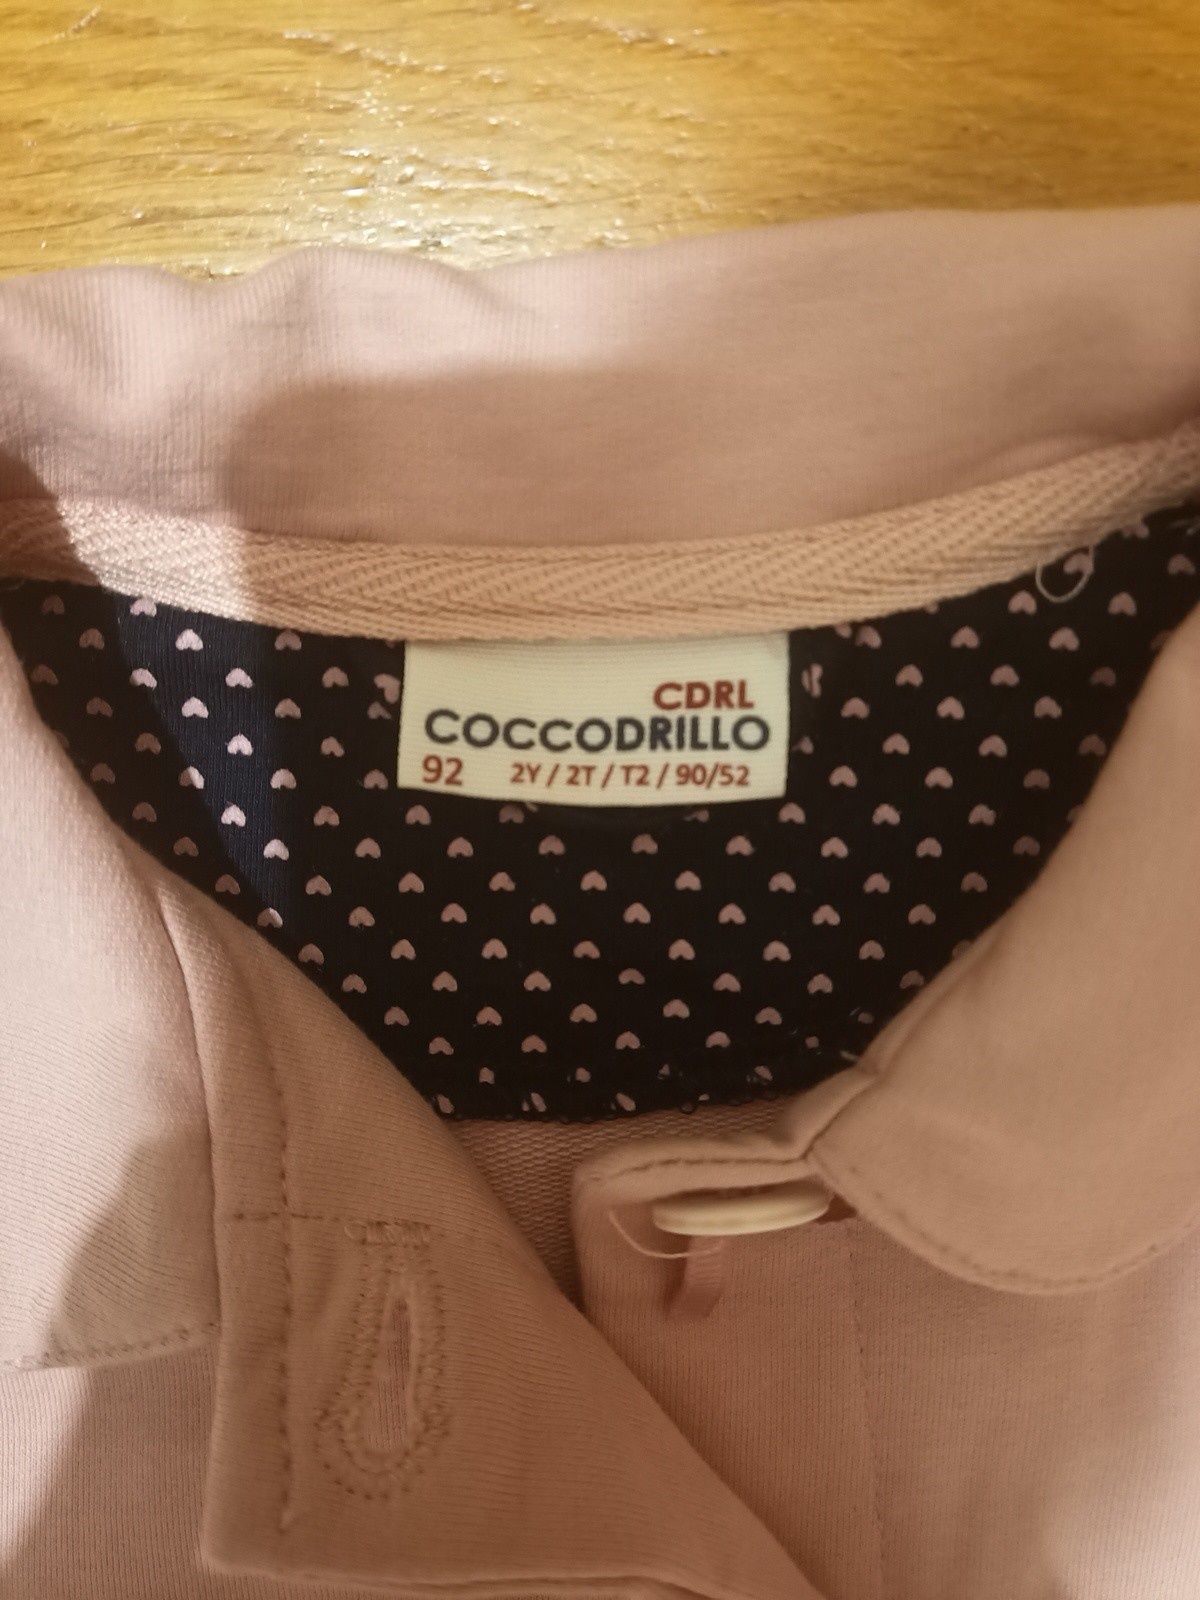 CDRL
COCCODRILLO
92 2Y / 2T / T2 / 90/52